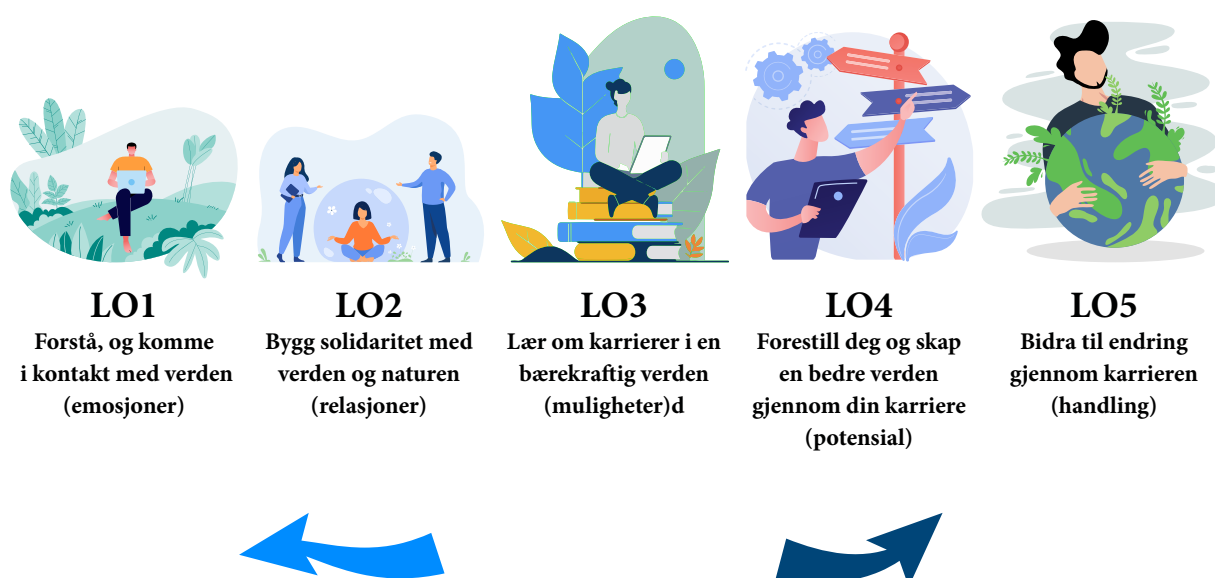 LO1
Forstå, og komme
i kontakt med verden
(emosjoner)
LO2
Bygg solidaritet med
verden og naturen
(relasjoner)
LO3
Lær om karrierer i en
bærekraftig verden
(muligheter)d
LO4
Forestill deg og skap
en bedre verden
gjennom din karriere
(potensial)
LO5
Bidra til endring
gjennom karrieren
(handling)